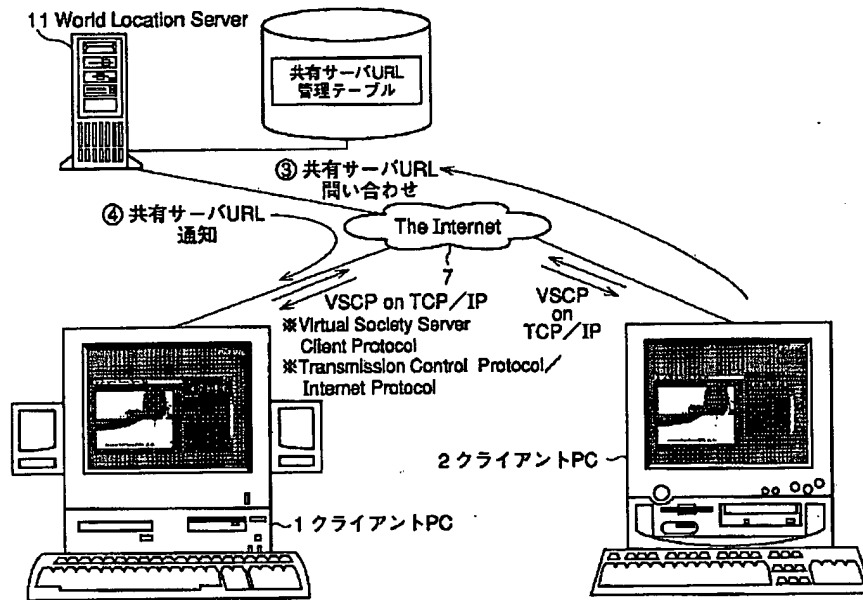 11 World Location Server
共有サーバURL
管理テーブル
③ 共有サーバURL
問い合わせ
④ 共有サーバURL
通知
The Internet
7
VSCP on TCP/IP
※Virtual Society Server
Client Protocol
※Transmission Control Protocol/
Internet Protocol
VSCP
on
TCP/IP
2 クライアントPC
1 クライアントPC